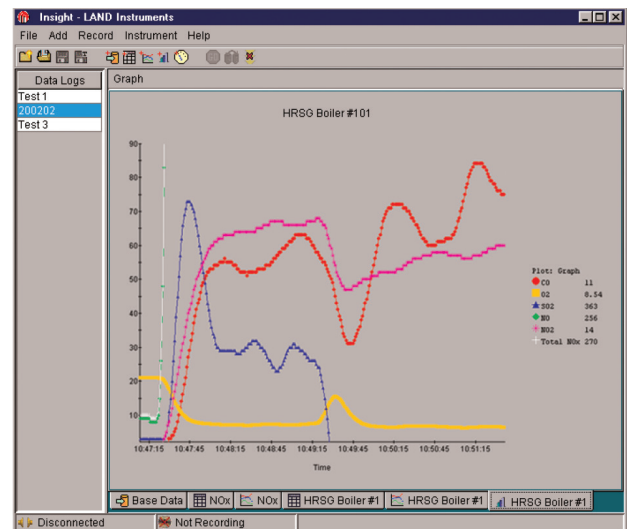 Insight - LAND Instruments
File Add Record Instrument Help
Data Logs
Test 1
200202
Test 3
Graph
HRSG Boiler #101
90
80
70
60
50
40
30
20
10
10:47:15 10:47:45 10:48:15 10:48:45 10:49:15 10:49:45 10:50:15 10:50:45 10:51:15
Time
Plot: Graph
CO 11
O2 8.54
SO2 363
NO 256
NO2 14
Total NOx 270
Base Data NOx NOx HRSG Boiler #1 HRSG Boiler #1 HRSG Boiler #1
Disconnected Not Recording